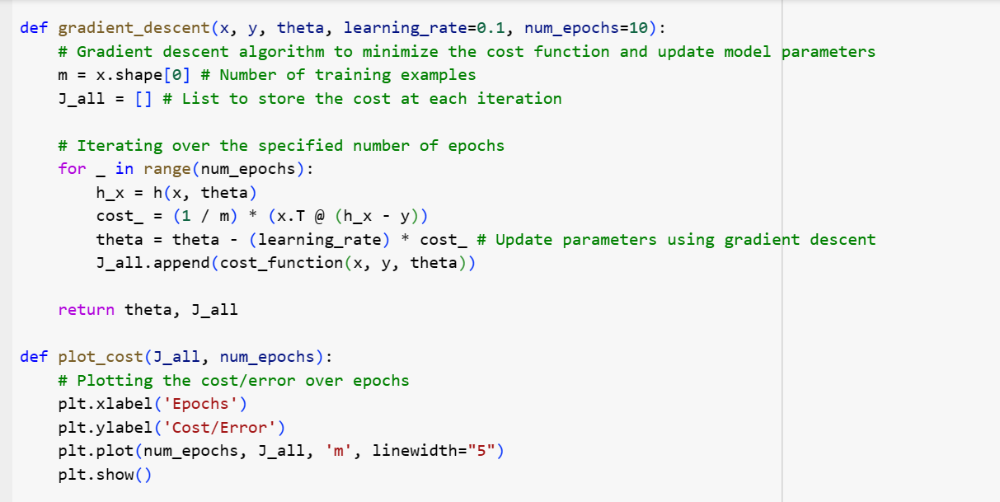 def gradient_descent(x, y, theta, learning_rate=0.1, num_epochs=10):
    # Gradient descent algorithm to minimize the cost function and update model parameters
    m = x.shape[0] # Number of training examples
    J_all = [] # List to store the cost at each iteration

    # Iterating over the specified number of epochs
    for _ in range(num_epochs):
        h_x = h(x, theta)
        cost_ = (1 / m) * (x.T @ (h_x - y))
        theta = theta - (learning_rate) * cost_ # Update parameters using gradient descent
        J_all.append(cost_function(x, y, theta))

    return theta, J_all

def plot_cost(J_all, num_epochs):
    # Plotting the cost/error over epochs
    plt.xlabel('Epochs')
    plt.ylabel('Cost/Error')
    plt.plot(num_epochs, J_all, 'm', linewidth="5")
    plt.show()